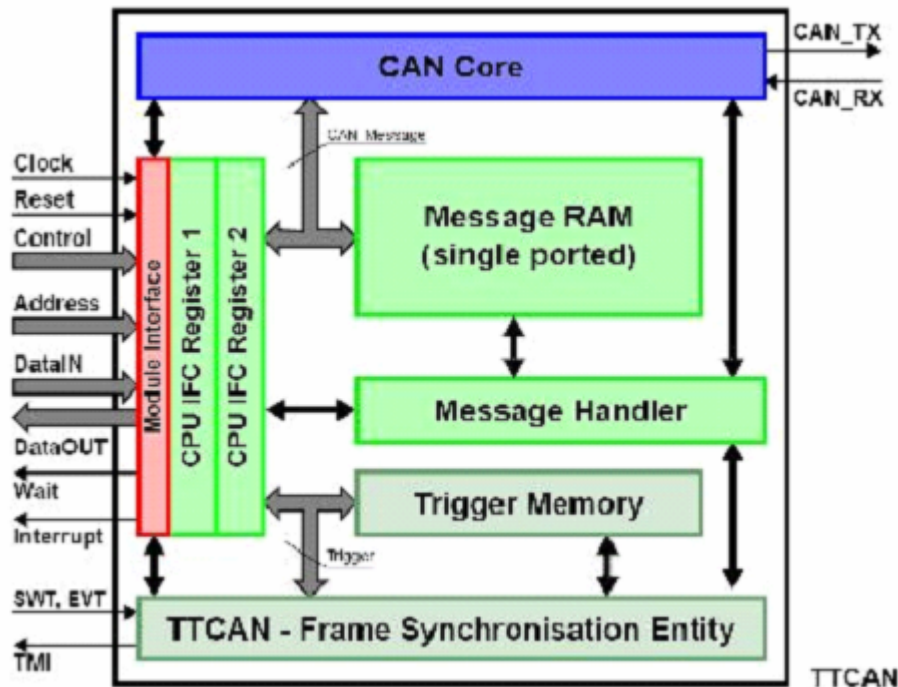 CAN_TX
CAN Core
CAN_RX
CAN_Message
Clock
Reset
Control
Address
DataIN
DataOUT
Wait
Interrupt
Module Interface
CPU IFC Register 1
CPU IFC Register 2
Message RAM
(single ported)
Message Handler
Trigger Memory
Trigger
SWT, EVT
TMI
TTCAN - Frame Synchronisation Entity
TTCAN